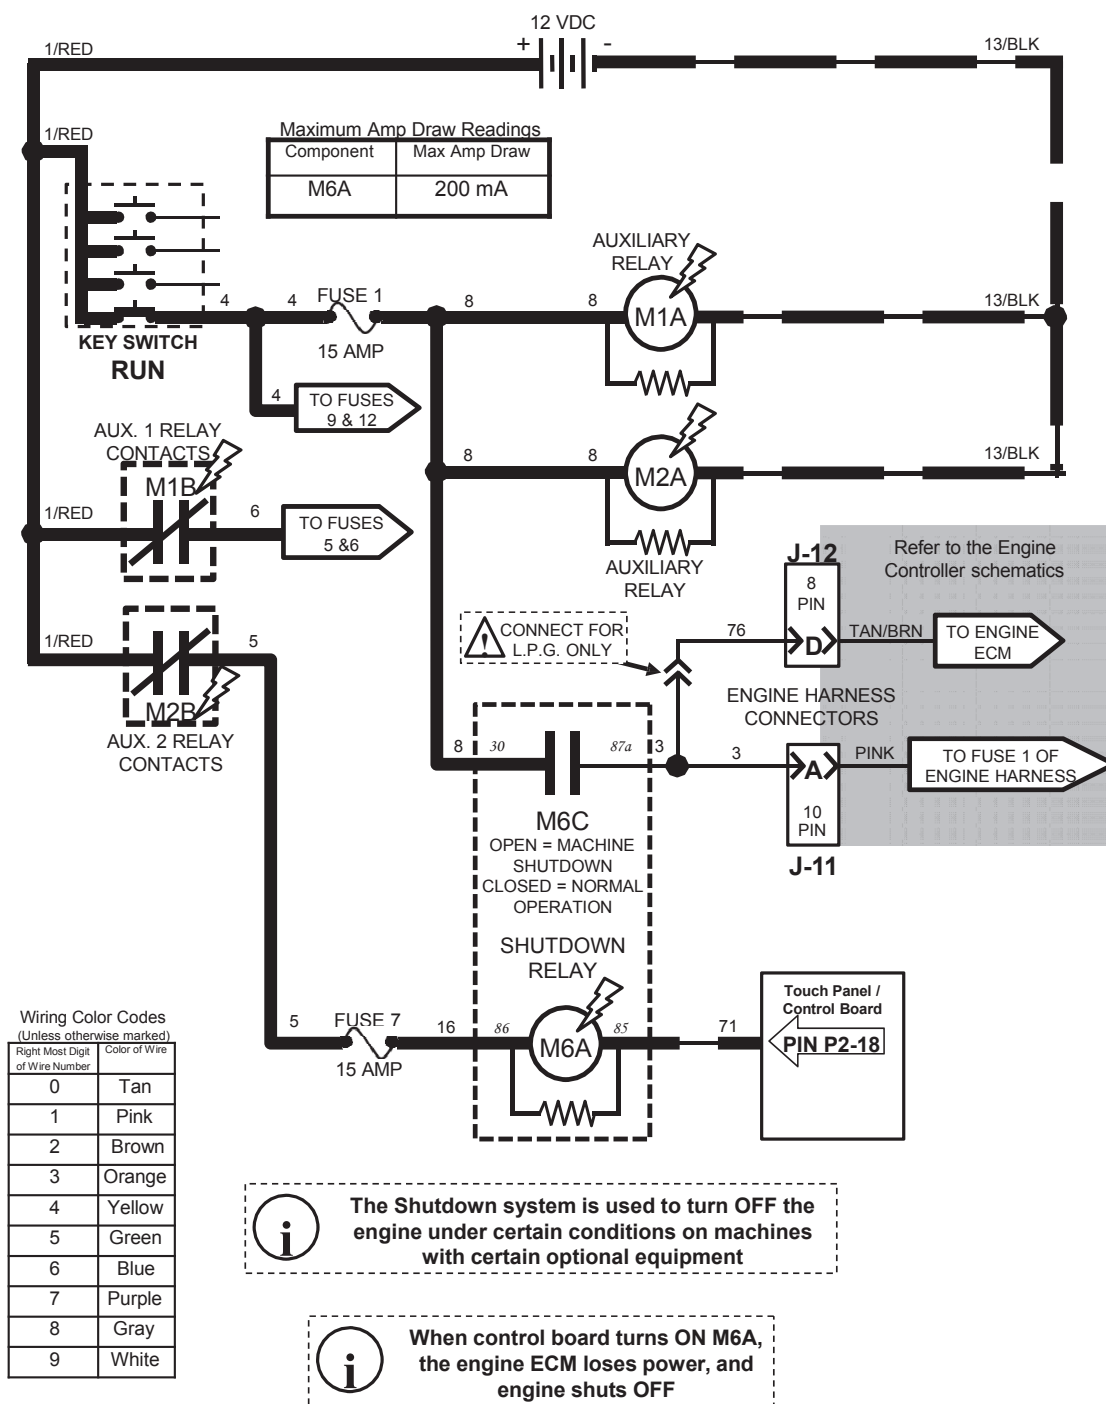 12 VDC
1/RED
+
-
13/BLK
1/RED
Maximum Amp Draw Readings
Component
Max Amp Draw
M6A
200 mA
AUXILIARY
RELAY
4
4
FUSE 1
8
8
M1A
13/BLK
KEY SWITCH
RUN
15 AMP
4
TO FUSES
9 & 12
AUX. 1 RELAY
CONTACTS
M1B
8
8
M2A
13/BLK
1/RED
6
TO FUSES
5 &6
AUXILIARY
RELAY
J-12
Refer to the Engine
Controller schematics
8
PIN
CONNECT FOR
L.P.G. ONLY
76
D
TAN/BRN
TO ENGINE
ECM
1/RED
5
M2B
AUX. 2 RELAY
CONTACTS
ENGINE HARNESS
CONNECTORS
8
30
87a
3
3
A
PINK
TO FUSE 1 OF
ENGINE HARNESS
10
PIN
J-11
M6C
OPEN = MACHINE
SHUTDOWN
CLOSED = NORMAL
OPERATION
SHUTDOWN
RELAY
5
FUSE 7
15 AMP
16
86
M6A
85
71
Touch Panel /
Control Board
PIN P2-18
Wiring Color Codes
(Unless otherwise marked)
Right Most Digit
of Wire Number
Color of Wire
0 Tan
1 Pink
2 Brown
3 Orange
4 Yellow
5 Green
6 Blue
7 Purple
8 Gray
9 White
i
The Shutdown system is used to turn OFF the
engine under certain conditions on machines
with certain optional equipment
i
When control board turns ON M6A,
the engine ECM loses power, and
engine shuts OFF